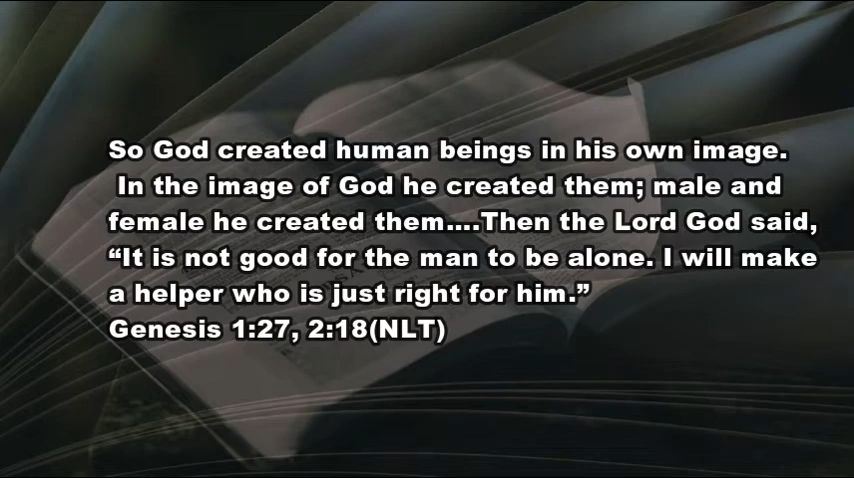 So God created human beings in his own image.
In the image of God he created them; male and
female he created them....Then the Lord God said,
“It is not good for the man to be alone. I will make
a helper who is just right for him.”
Genesis 1:27, 2:18(NLT)